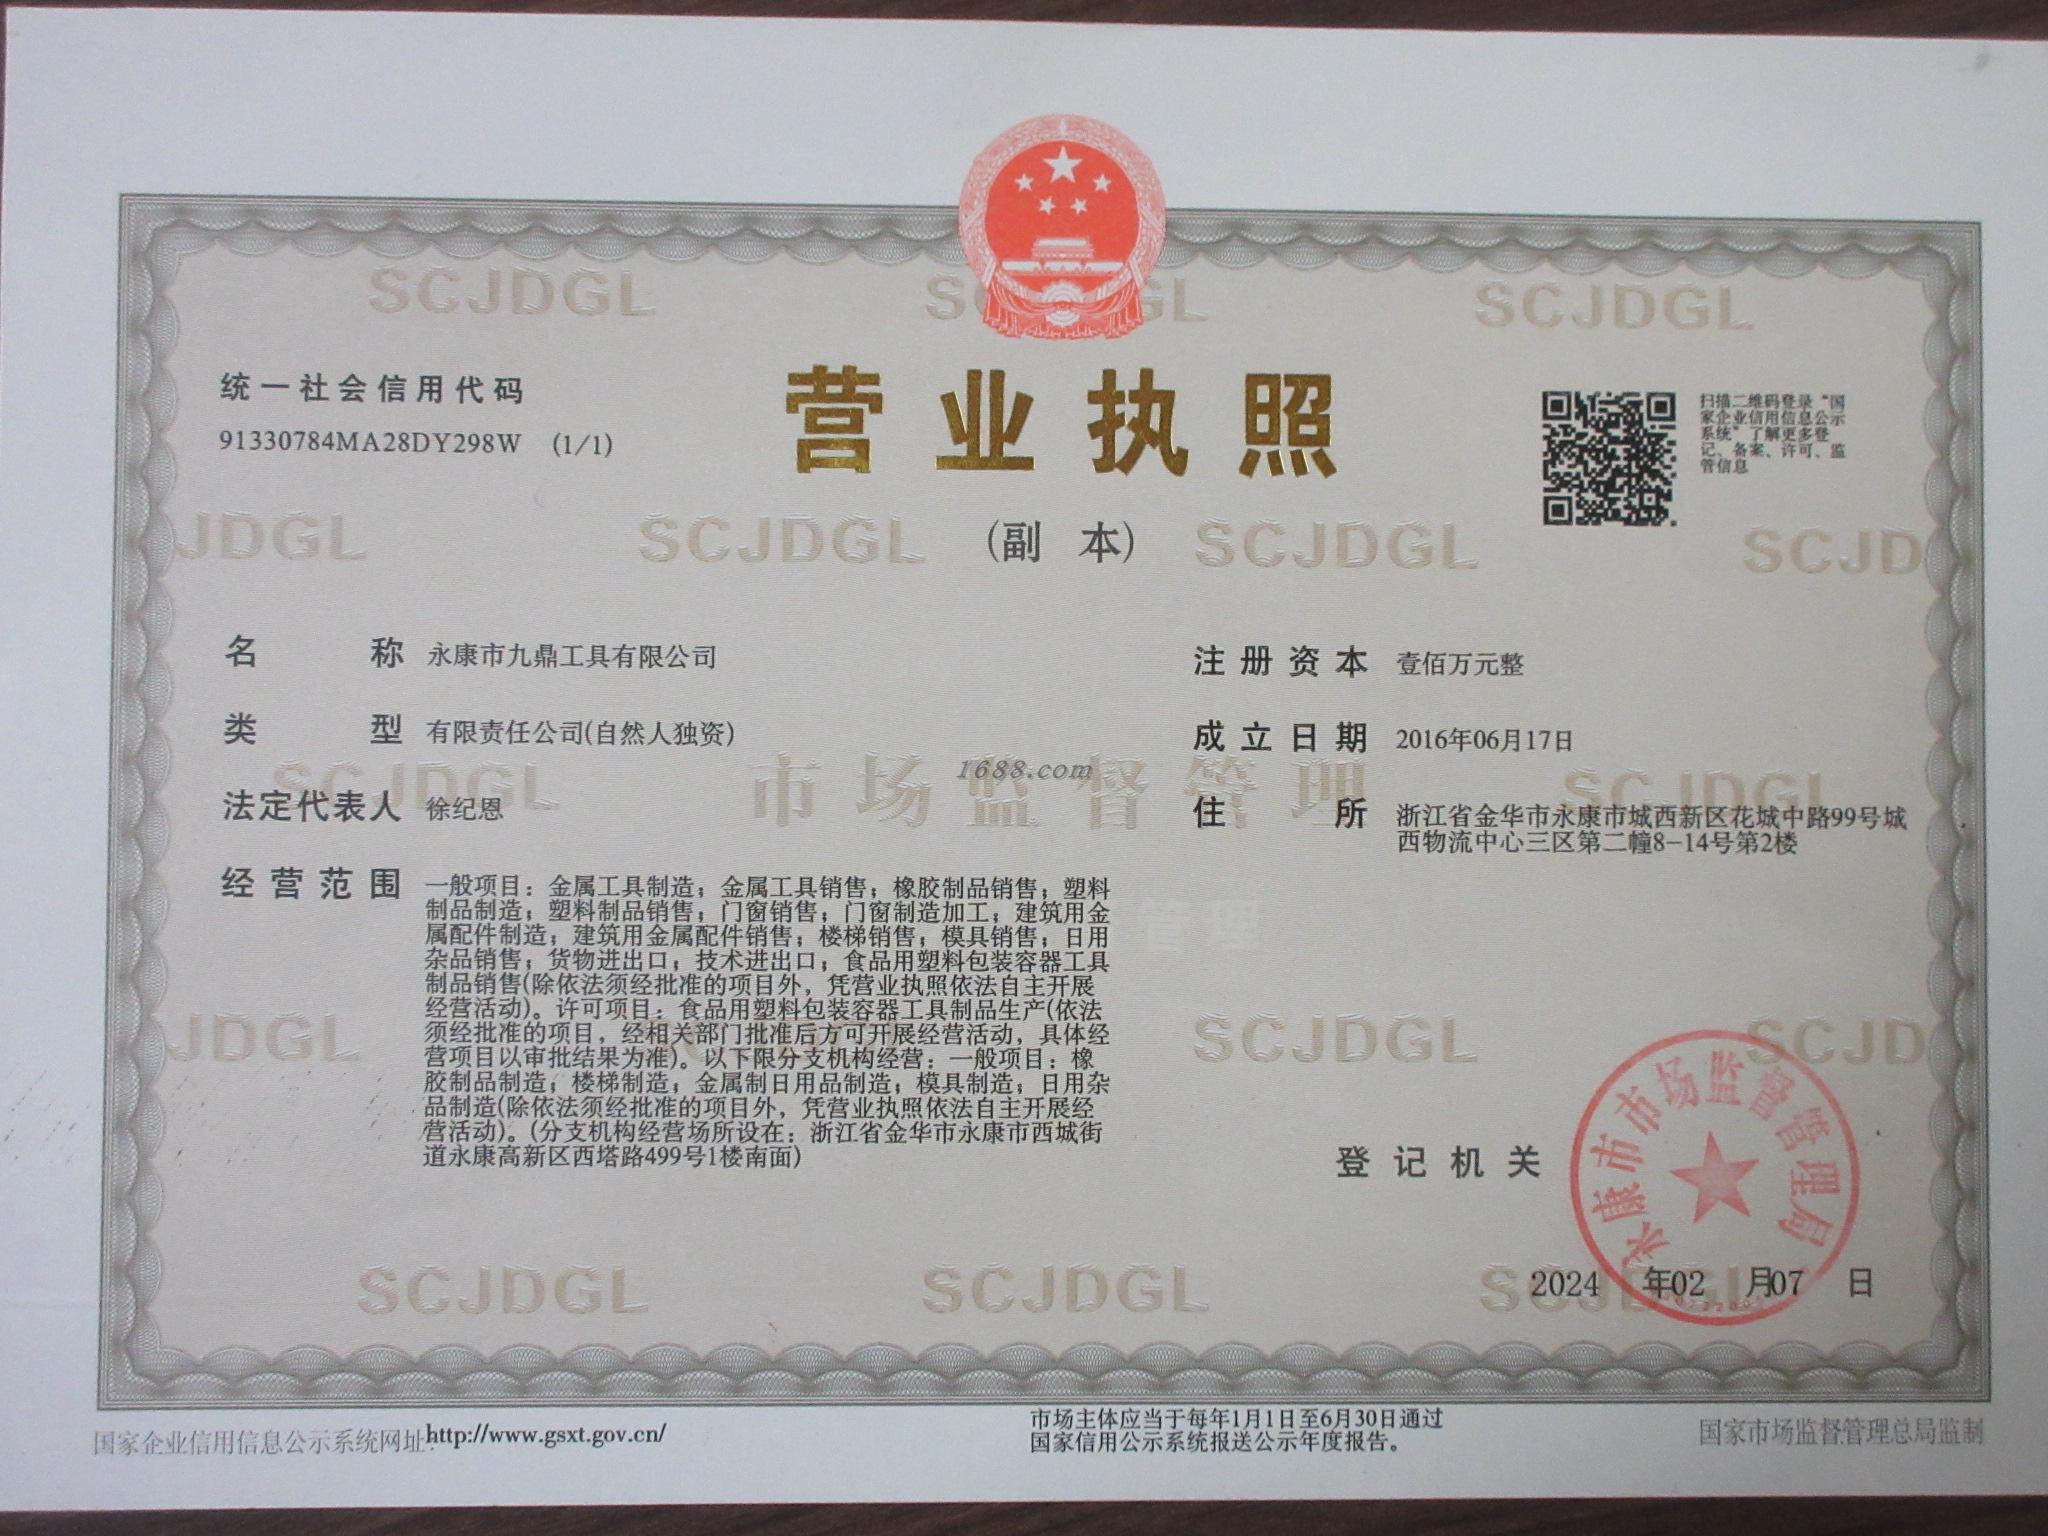 SCJDGL
SCJDGL
统一社会信用代码
91330784MA28DY298W (1/1)
营业执照
(副 本)
扫描二维码登录“国
家企业信用信息公示
系统”了解更多登
记、备案、许可、监
管信息
JDGL SCJDGL SCJDGL SCJD
名 称 永康市九鼎工具有限公司
类 型 有限责任公司(自然人独资)
法定代表人 徐纪恩
经营范围 一般项目：金属工具制造；金属工具销售；橡胶制品销售；塑料
制品制造；塑料制品销售；门窗销售；门窗制造加工；建筑用金
属配件制造；建筑用金属配件销售；楼梯销售；模具销售；日用
杂品销售；货物进出口；技术进出口；食品用塑料包装容器工具
制品销售(除依法须经批准的项目外，凭营业执照依法自主开展
经营活动)。许可项目：食品用塑料包装容器工具制品生产(依法
须经批准的项目，经相关部门批准后方可开展经营活动，具体经
营项目以审批结果为准)。以下限分支机构经营：一般项目：橡
胶制品制造；楼梯制造；金属制日用品制造；模具制造；日用杂
品制造(除依法须经批准的项目外，凭营业执照依法自主开展经
营活动)。(分支机构经营场所设在：浙江省金华市永康市西城街
道永康高新区西塔路499号1楼南面)
注册资本 壹佰万元整
成立日期 2016年06月17日
住 所 浙江省金华市永康市城西新区花城中路99号城
西物流中心三区第二幢8-14号第2楼
SCJDGL 市场监督管理 SCJDGL
1688.com
管理
JDGL SCJDGL SCJD
登记机关
永康市市场监督管理局
2024 年02 月07 日
SCJDGL SCJDGL SCJDGL
国家企业信用信息公示系统网址：http://www.gsxt.gov.cn/
市场主体应当于每年1月1日至6月30日通过
国家信用公示系统报送公示年度报告。
国家市场监督管理总局监制